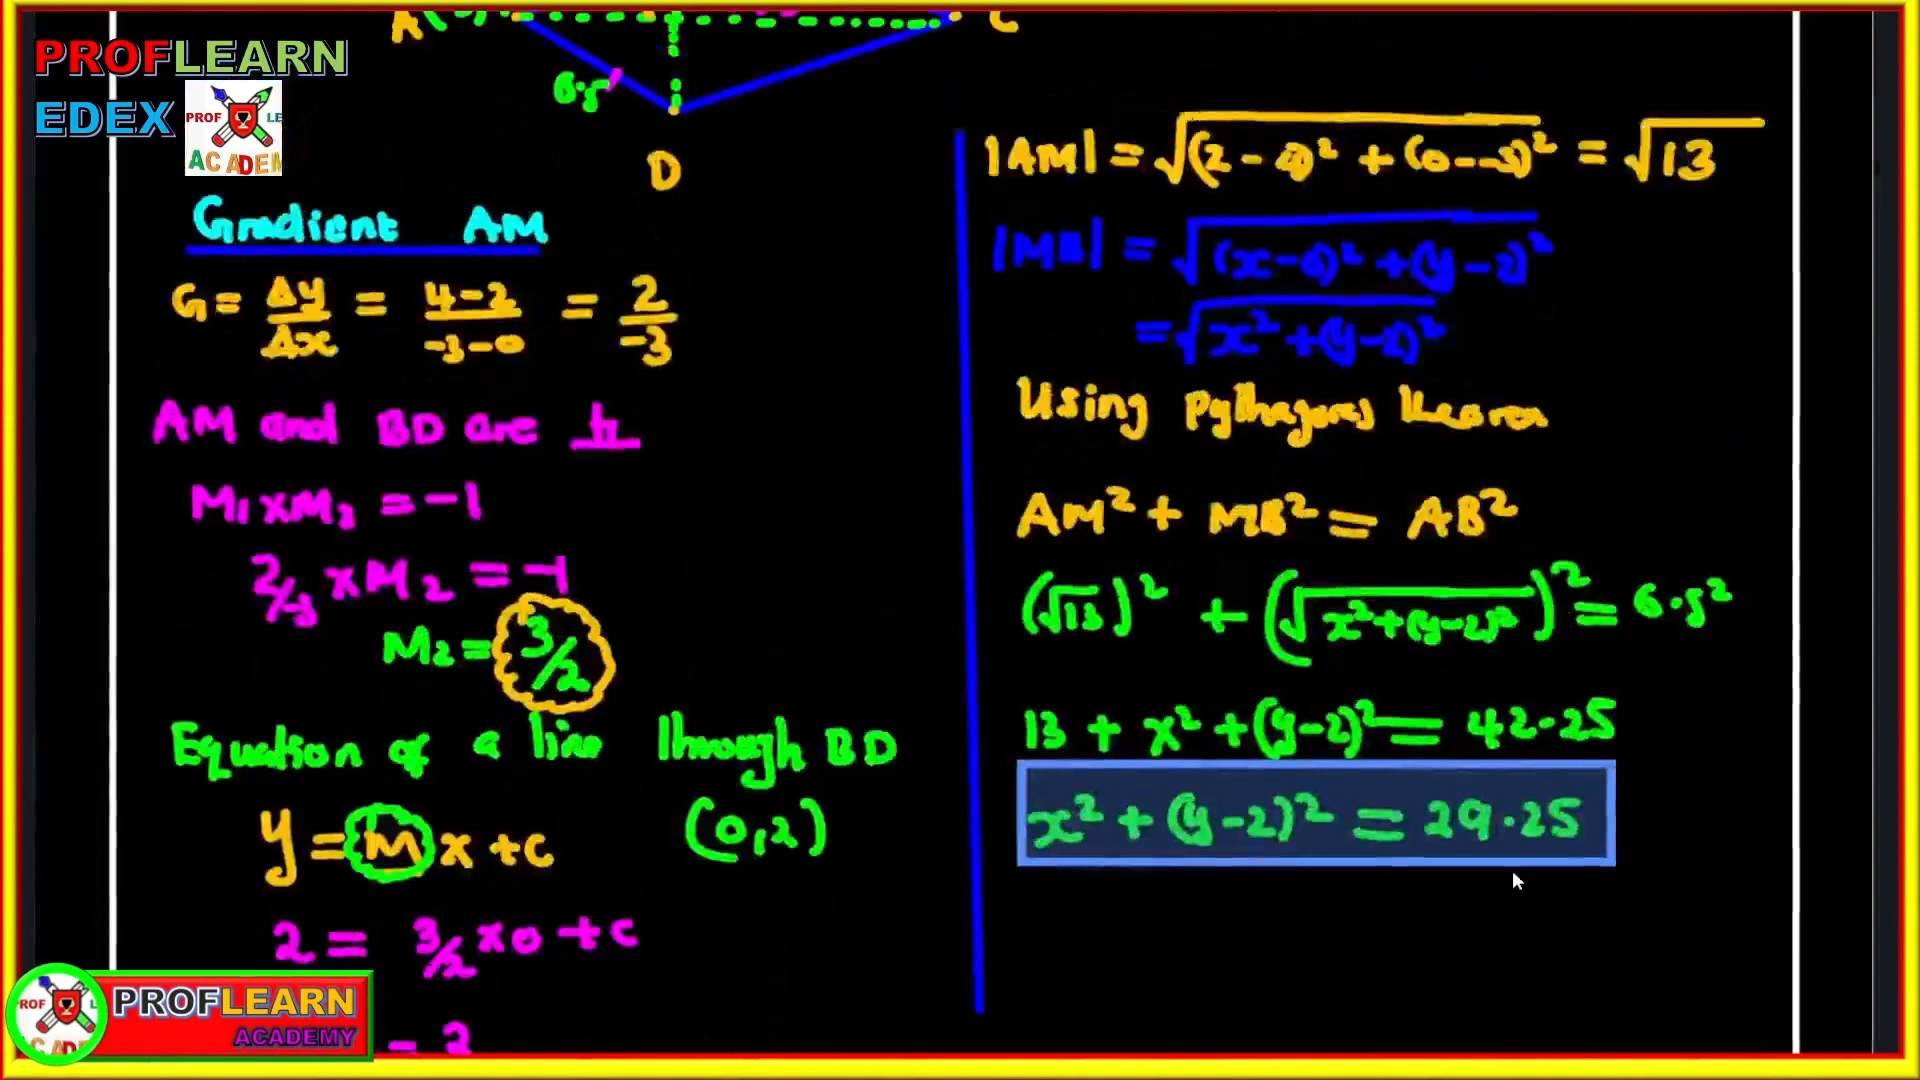 PROFLEARN
EDEX
PROF LE
ACADEM
A
C
6.5
D
Gradient AM
G = Δy/Δx = 4-2/-3-0 = 2/-3
AM and BD are
M₁ × M₂ = -1
2/-3 × M₂ = -1
M₂ = 3/2
Equation of a line through BD
y = Mx + c (0,2)
2 = 3/2 × 0 + c
- 2
|AM| = √(2-4)² + (0--3)² = √13
|MB| = √(x-0)² + (y-2)²
= √x² + (y-2)²
Using Pythagoras theorem
AM² + MB² = AB²
(√13)² + (√x²+(y-2)²)² = 6.5²
13 + x² + (y-2)² = 42.25
x² + (y-2)² = 29.25
PROFLEARN
ACADEMY